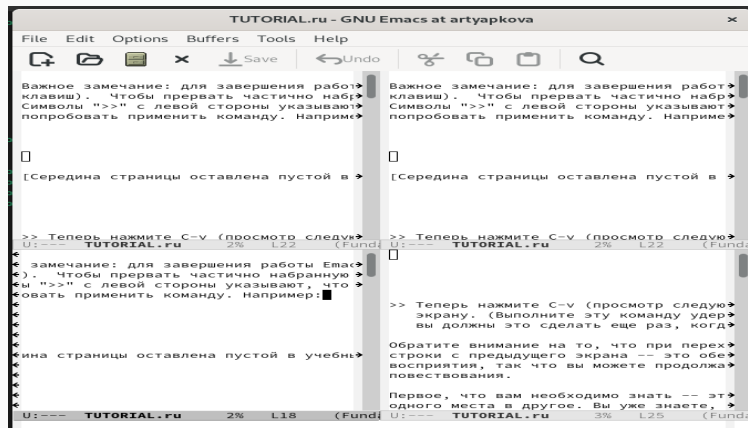 TUTORIAL.ru - GNU Emacs at artyapkova
File Edit Options Buffers Tools Help
Save Undo
Важное замечание: для завершения работ
клавиш). Чтобы прервать частично набр
Символы ">>" с левой стороны указывают
попробовать применить команду. Наприме
[Середина страницы оставлена пустой в
>> Теперь нажмите C-v (просмотр следую
U:--- TUTORIAL.ru 2% L22 (Funda
Важное замечание: для завершения работ
клавиш). Чтобы прервать частично набр
Символы ">>" с левой стороны указывают
попробовать применить команду. Наприме
[Середина страницы оставлена пустой в
>> Теперь нажмите C-v (просмотр следую
U:--- TUTORIAL.ru 2% L22 (Funda
замечание: для завершения работы Emac
). Чтобы прервать частично набранную
ы ">>" с левой стороны указывают, что
овать применить команду. Например:
ина страницы оставлена пустой в учебны
U:--- TUTORIAL.ru 2% L18 (Funda
>> Теперь нажмите C-v (просмотр следую
экрану. (Выполните эту команду удер
вы должны это сделать еще раз, когд
Обратите внимание на то, что при перех
строки с предыдущего экрана -- это обе
восприятия, так что вы можете продолжа
повествования.
Первое, что вам необходимо знать -- эт
одного места в другое. Вы уже знаете,
U:--- TUTORIAL.ru 3% L25 (Funda